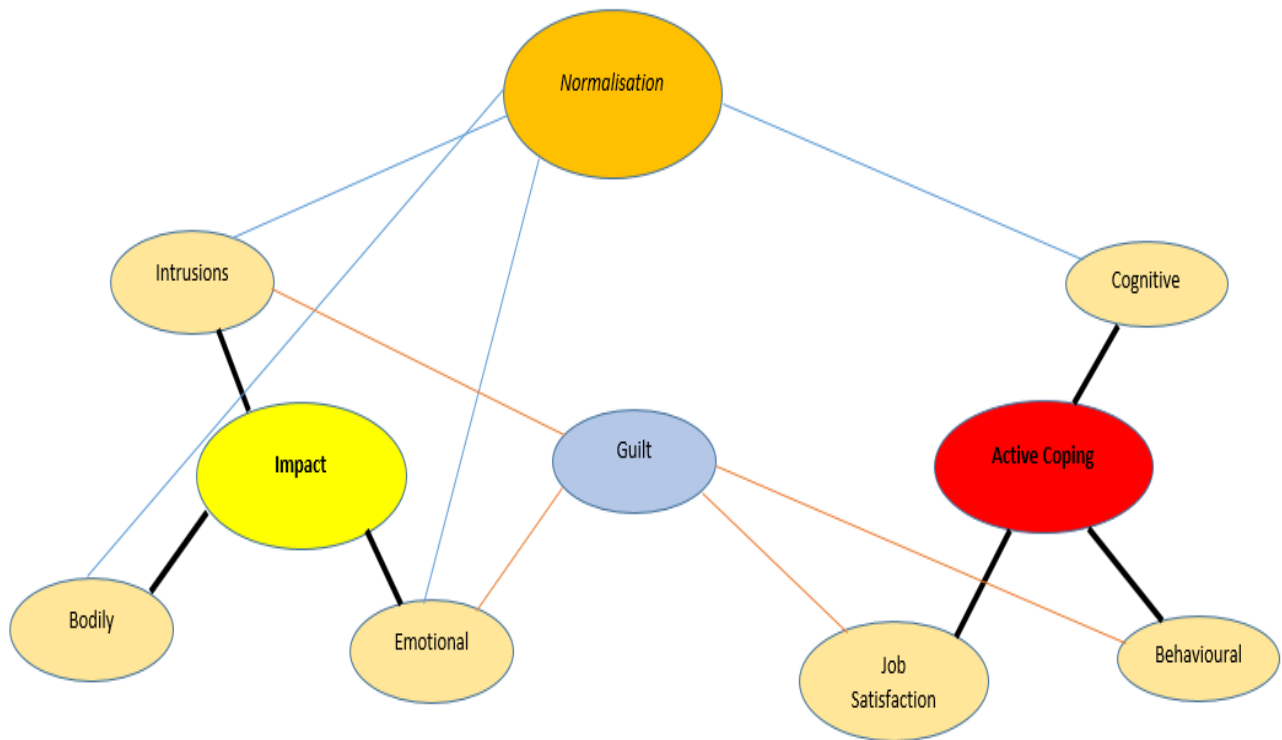 Normalisation
Intrusions
Cognitive
Impact
Guilt
Active Coping
Bodily
Emotional
Job
Satisfaction
Behavioural